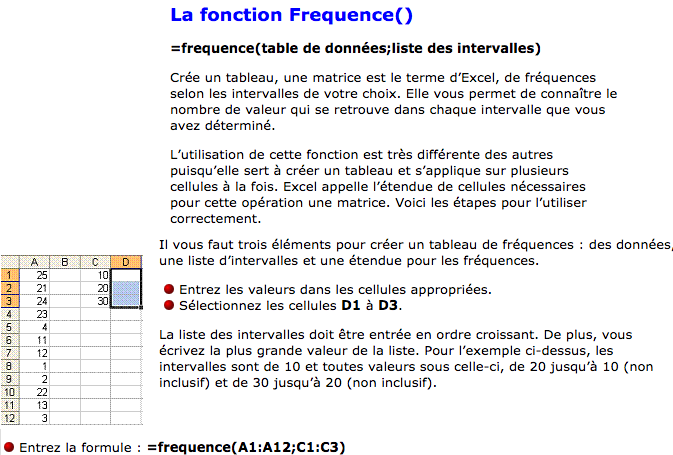 La fonction Frequence()
=frequence(table de données;liste des intervalles)
Crée un tableau, une matrice est le terme d’Excel, de fréquences
selon les intervalles de votre choix. Elle vous permet de connaître le
nombre de valeur qui se retrouve dans chaque intervalle que vous
avez déterminé.
L’utilisation de cette fonction est très différente des autres
puisqu’elle sert à créer un tableau et s’applique sur plusieurs
cellules à la fois. Excel appelle l’étendue de cellules nécessaires
pour cette opération une matrice. Voici les étapes pour l’utiliser
correctement.
Il vous faut trois éléments pour créer un tableau de fréquences : des données,
une liste d’intervalles et une étendue pour les fréquences.
A B C D
1 25 10
2 21 20
3 24 30
4 23
5 4
6 11
7 12
8 1
9 2
10 22
11 13
12 3
Entrez les valeurs dans les cellules appropriées.
Sélectionnez les cellules D1 à D3.
La liste des intervalles doit être entrée en ordre croissant. De plus, vous
écrivez la plus grande valeur de la liste. Pour l’exemple ci-dessus, les
intervalles sont de 10 et toutes valeurs sous celle-ci, de 20 jusqu’à 10 (non
inclusif) et de 30 jusqu’à 20 (non inclusif).
Entrez la formule : =frequence(A1:A12;C1:C3)